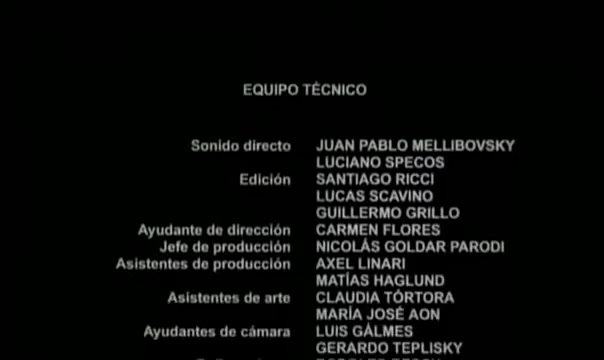 EQUIPO TÉCNICO
Sonido directo JUAN PABLO MELLIBOVSKY
LUCIANO SPECOS
Edición SANTIAGO RICCI
LUCAS SCAVINO
GUILLERMO GRILLO
Ayudante de dirección CARMEN FLORES
Jefe de producción NICOLÁS GOLDAR PARODI
Asistentes de producción AXEL LINARI
MATÍAS HAGLUND
Asistentes de arte CLAUDIA TÓRTORA
MARÍA JOSÉ AON
Ayudantes de cámara LUIS GÁLMES
GERARDO TEPLISKY